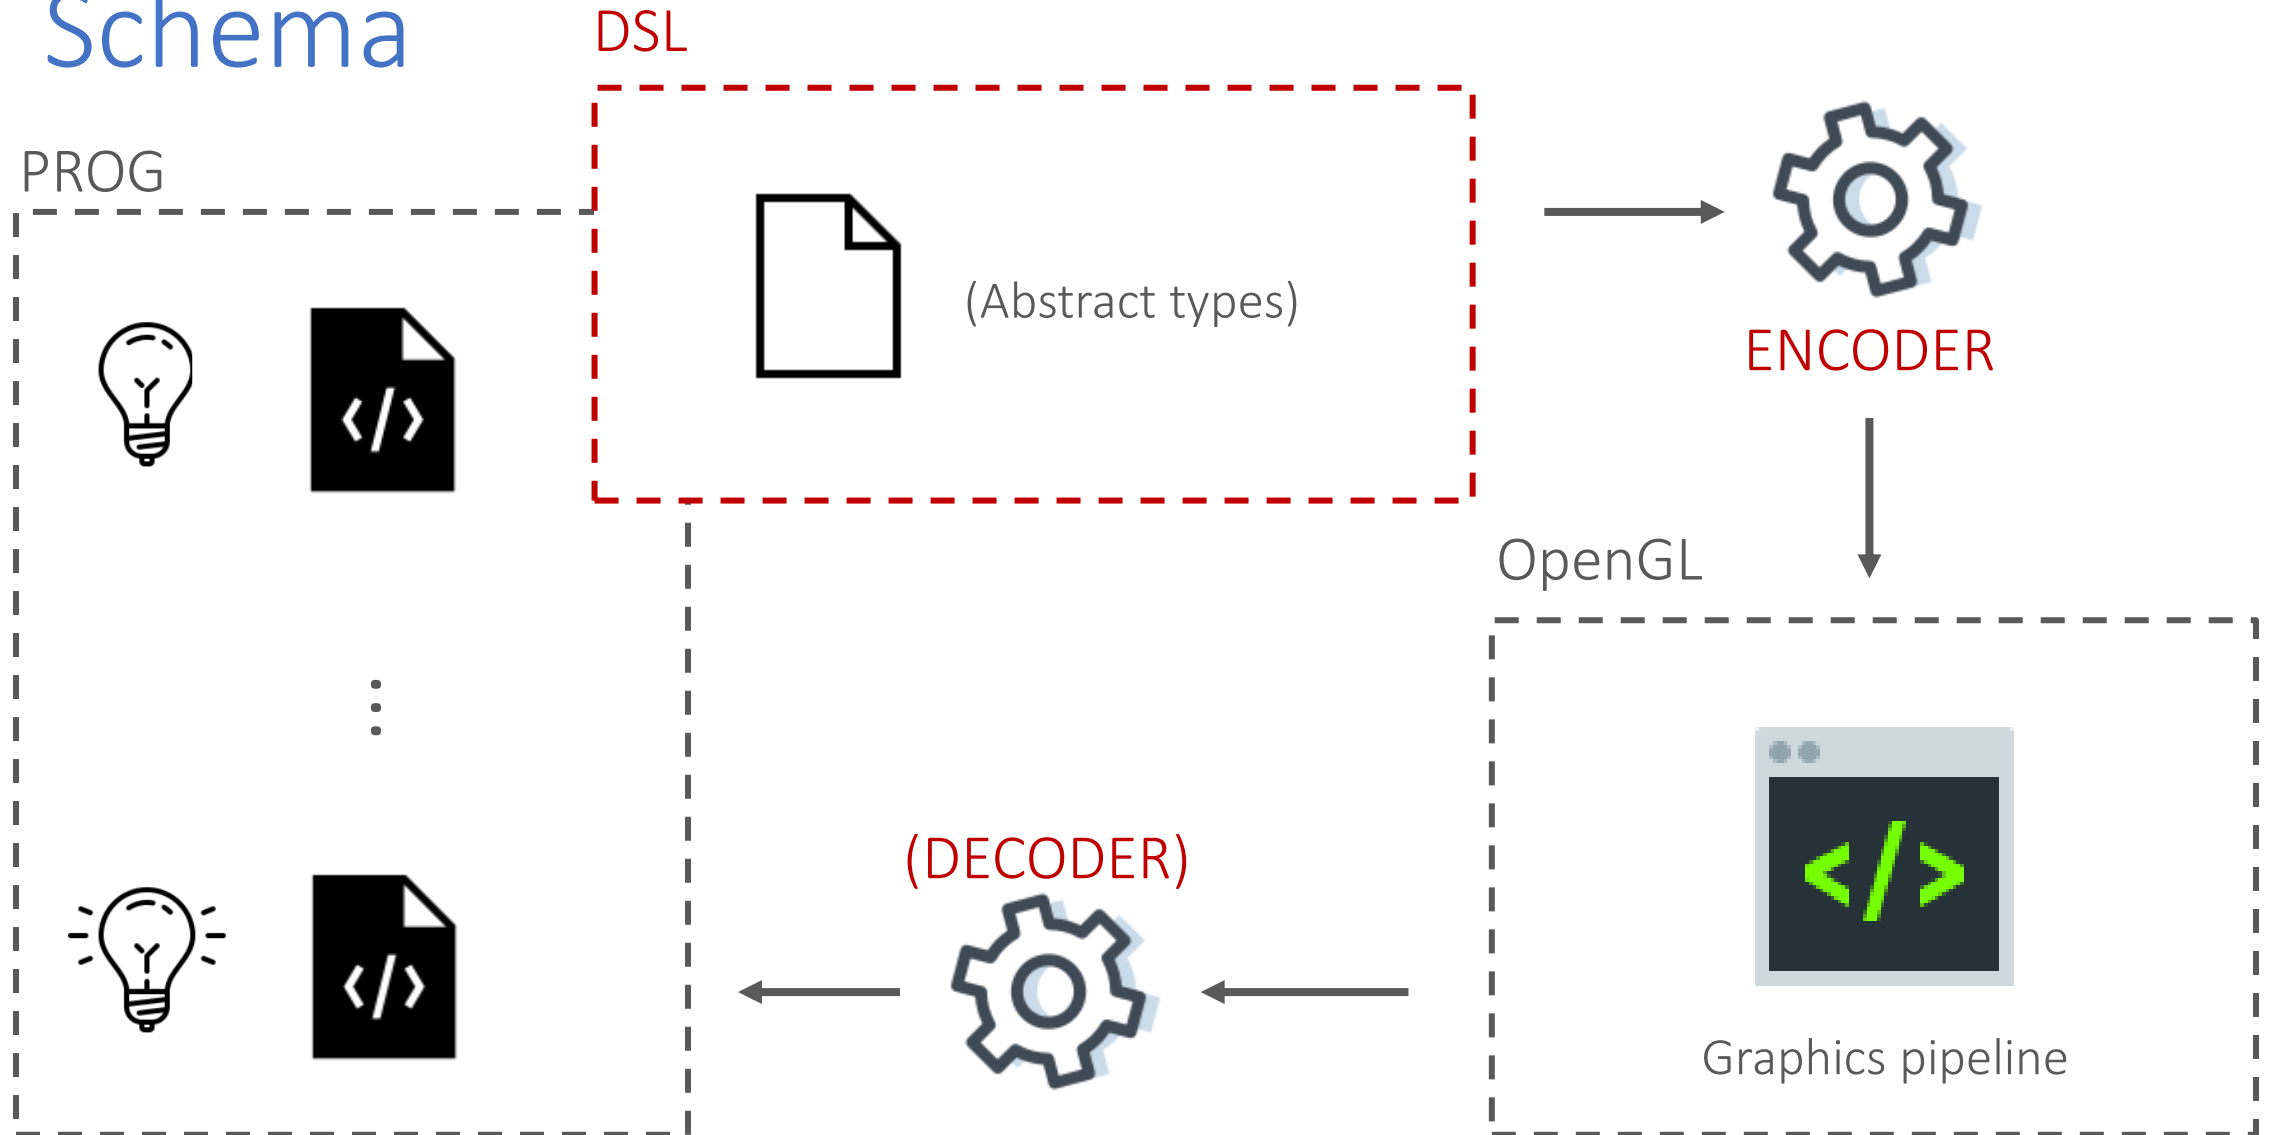 Schema
DSL
PROG
(Abstract types)
</>
ENCODER
OpenGL
(DECODER)
</>
</>
Graphics pipeline